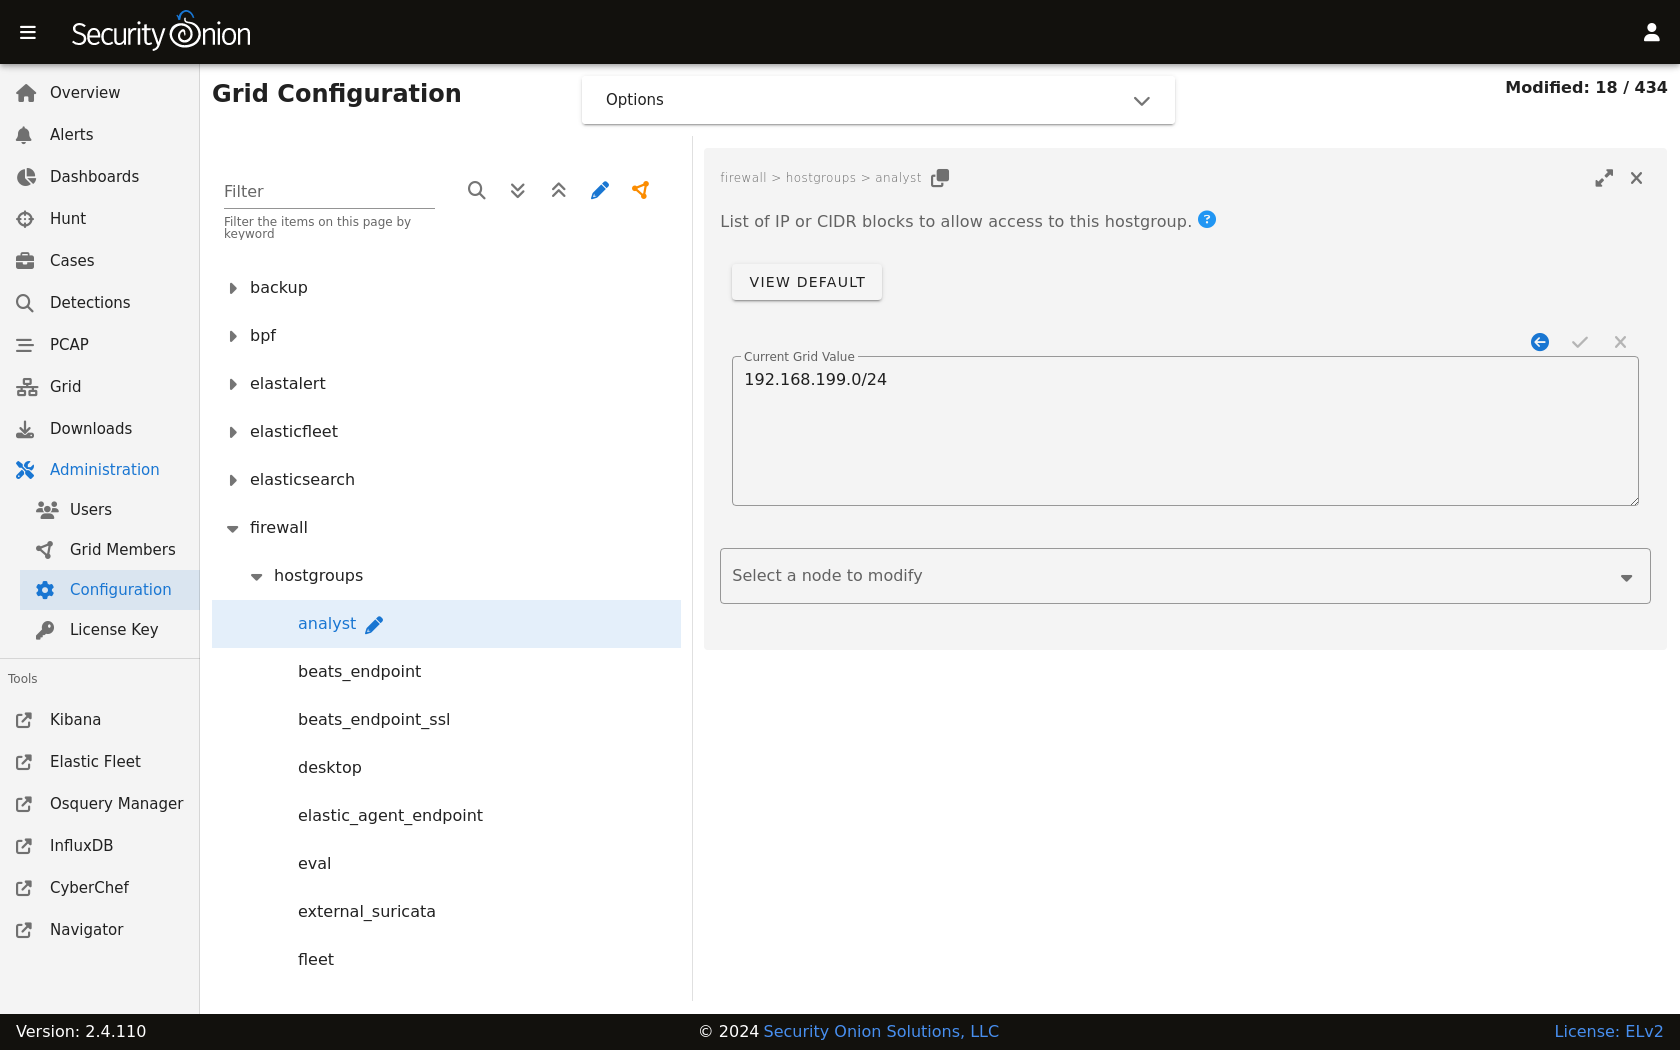 Security Onion
Overview
Alerts
Dashboards
Hunt
Cases
Detections
PCAP
Grid
Downloads
Administration
Users
Grid Members
Configuration
License Key
Tools
Kibana
Elastic Fleet
Osquery Manager
InfluxDB
CyberChef
Navigator
Grid Configuration
Options
Modified: 18 / 434
Filter
Filter the items on this page by
keyword
backup
bpf
elastalert
elasticfleet
elasticsearch
firewall
hostgroups
analyst
beats_endpoint
beats_endpoint_ssl
desktop
elastic_agent_endpoint
eval
external_suricata
fleet
firewall > hostgroups > analyst
List of IP or CIDR blocks to allow access to this hostgroup. ?
VIEW DEFAULT
Current Grid Value
192.168.199.0/24
Select a node to modify
Version: 2.4.110
© 2024 Security Onion Solutions, LLC
License: ELv2